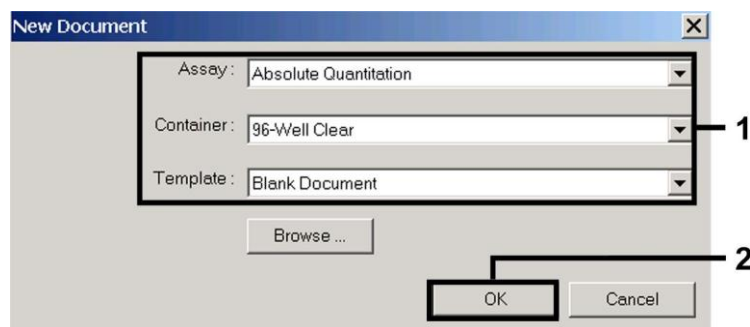 New Document
Assay: Absolute Quantitation
Container: 96-Well Clear
1
Template: Blank Document
Browse ...
2
OK Cancel